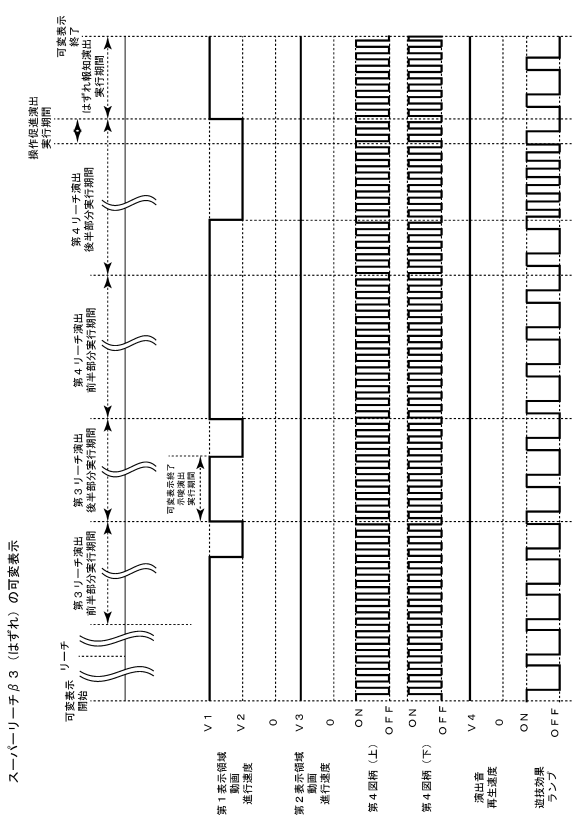 スーパーリーチβ３（はずれ）の可変表示
可変表示
開始
リーチ
第３リーチ演出
前半部分実行期間
第３リーチ演出
後半部分実行期間
可変表示終了
示唆演出
実行期間
第４リーチ演出
前半部分実行期間
第４リーチ演出
後半部分実行期間
操作促進演出
実行期間
はずれ報知演出
実行期間
可変表示
終了
第１表示領域
動画
進行速度
Ｖ１
Ｖ２
０
第２表示領域
動画
進行速度
Ｖ３
０
第４図柄（上）
ＯＮ
ＯＦＦ
第４図柄（下）
ＯＮ
ＯＦＦ
演出音
再生速度
Ｖ４
０
遊技効果
ランプ
ＯＮ
ＯＦＦ